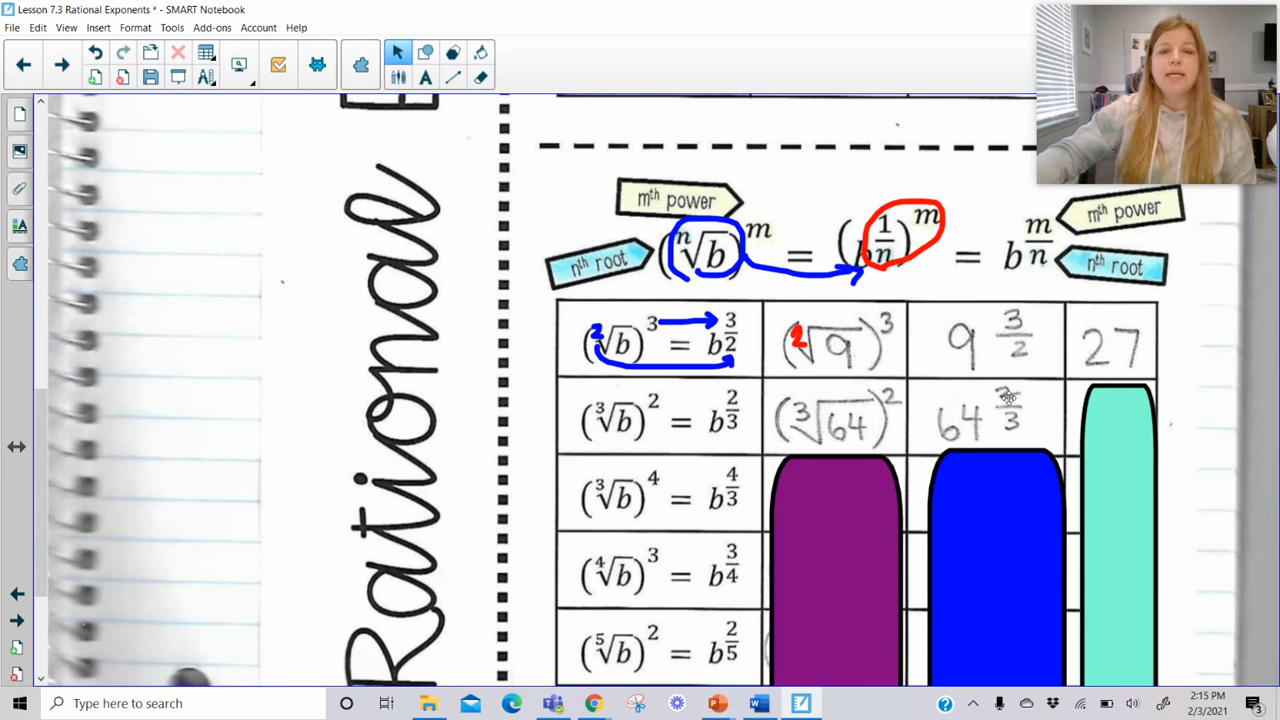 Lesson 7.3 Rational Exponents * - SMART Notebook
File Edit View Insert Format Tools Add-ons Account Help
Rational E
mth power
nth root
(ⁿ√b)^m = (b^(1/n))^m = b^(m/n)
mth power
nth root
(²√b)^3 = b^(3/2) (²√9)^3 9^(3/2) 27
(³√b)^2 = b^(2/3) (³√64)^2 64^(2/3)
(³√b)^4 = b^(4/3)
(⁴√b)^3 = b^(3/4)
(⁵√b)^2 = b^(2/5)
Type here to search
2:15 PM
2/3/2021
3